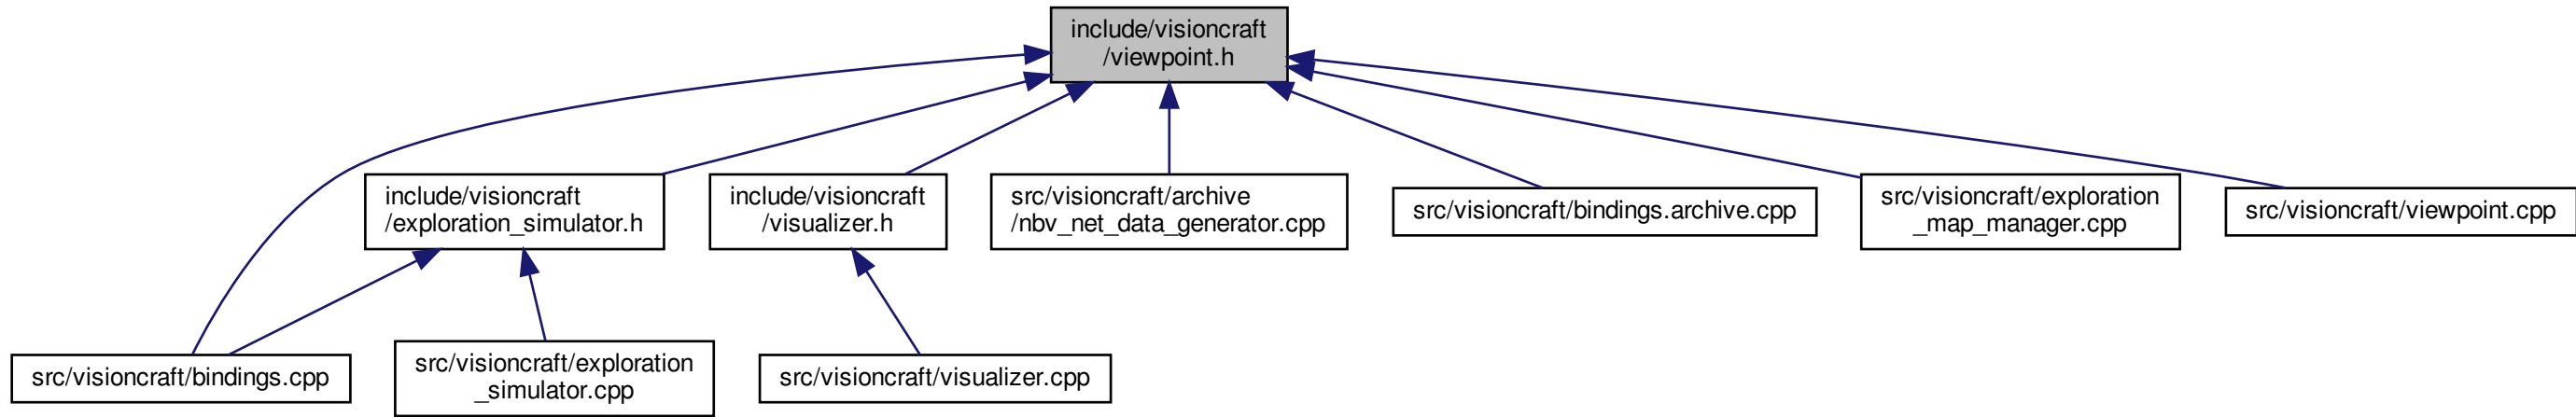 include/visioncraft
/viewpoint.h
include/visioncraft
/exploration_simulator.h
include/visioncraft
/visualizer.h
src/visioncraft/archive
/nbv_net_data_generator.cpp
src/visioncraft/bindings.archive.cpp
src/visioncraft/exploration
_map_manager.cpp
src/visioncraft/viewpoint.cpp
src/visioncraft/bindings.cpp
src/visioncraft/exploration
_simulator.cpp
src/visioncraft/visualizer.cpp